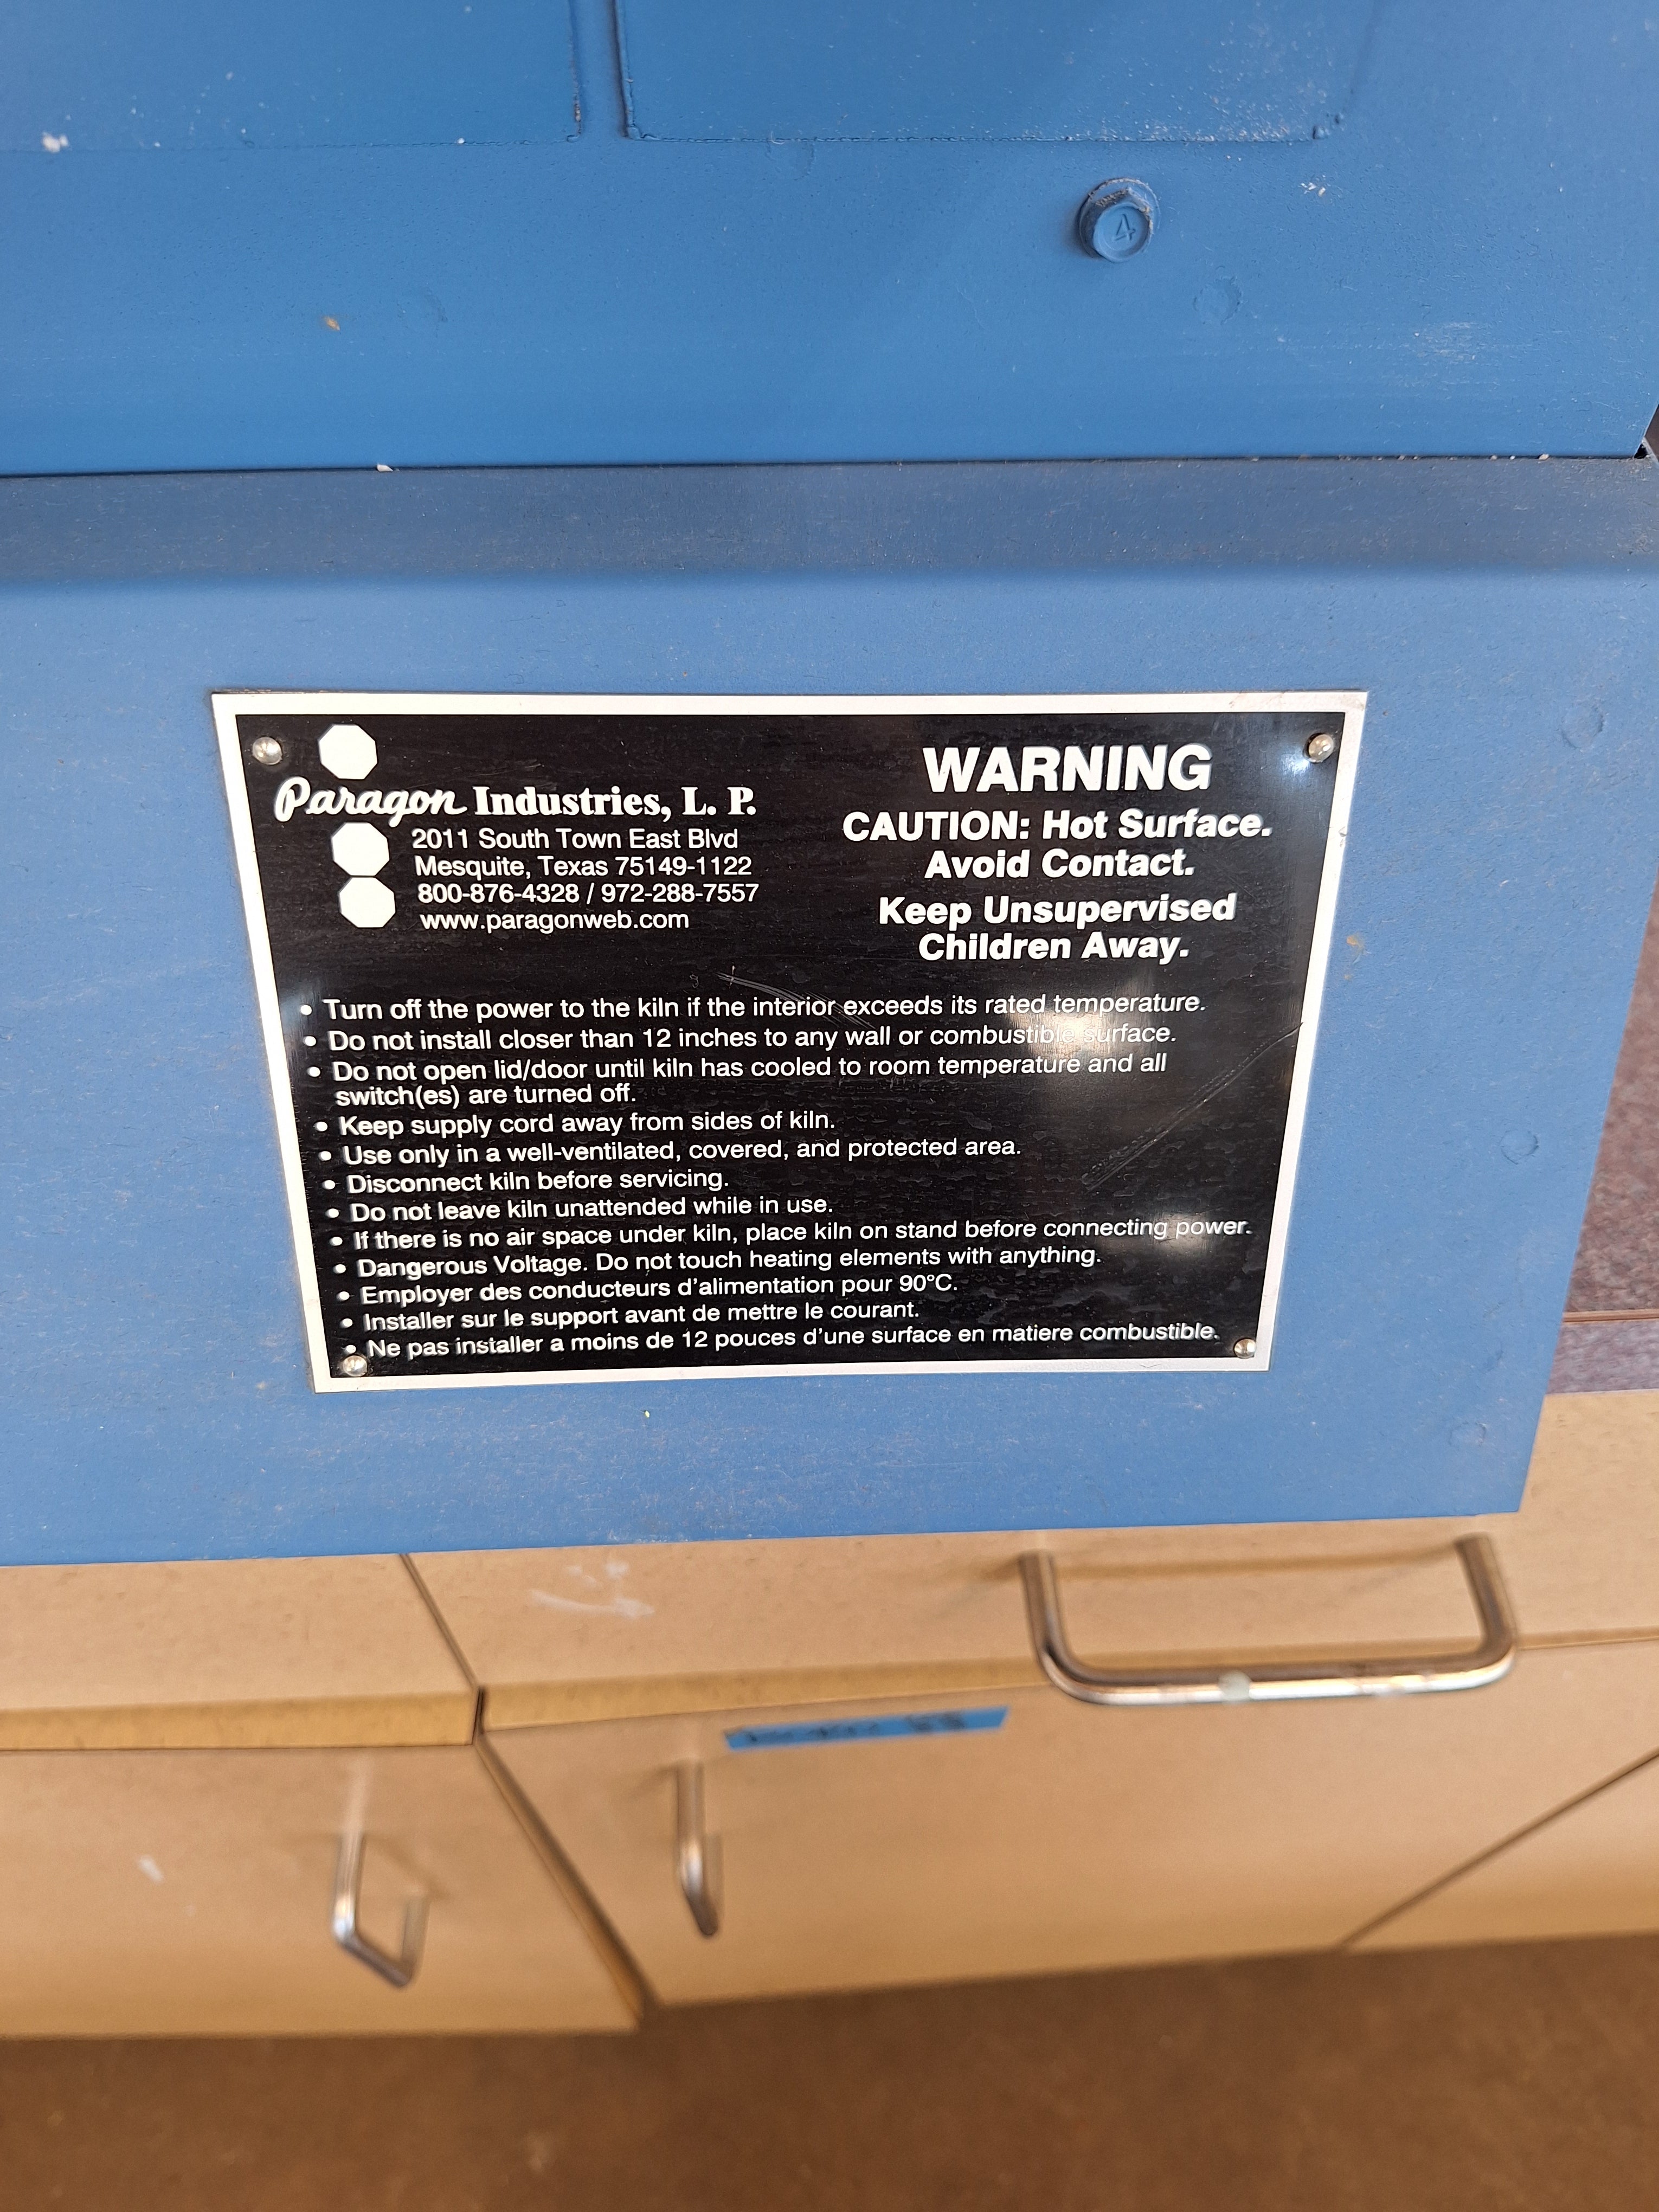 4
Paragon Industries, L. P.
2011 South Town East Blvd
Mesquite, Texas 75149-1122
800-876-4328 / 972-288-7557
www.paragonweb.com
WARNING
CAUTION: Hot Surface.
Avoid Contact.
Keep Unsupervised
Children Away.
• Turn off the power to the kiln if the interior exceeds its rated temperature.
• Do not install closer than 12 inches to any wall or combustible surface.
• Do not open lid/door until kiln has cooled to room temperature and all
switch(es) are turned off.
• Keep supply cord away from sides of kiln.
• Use only in a well-ventilated, covered, and protected area.
• Disconnect kiln before servicing.
• Do not leave kiln unattended while in use.
• If there is no air space under kiln, place kiln on stand before connecting power.
• Dangerous Voltage. Do not touch heating elements with anything.
• Employer des conducteurs d'alimentation pour 90°C.
• Installer sur le support avant de mettre le courant.
• Ne pas installer a moins de 12 pouces d'une surface en matiere combustible.